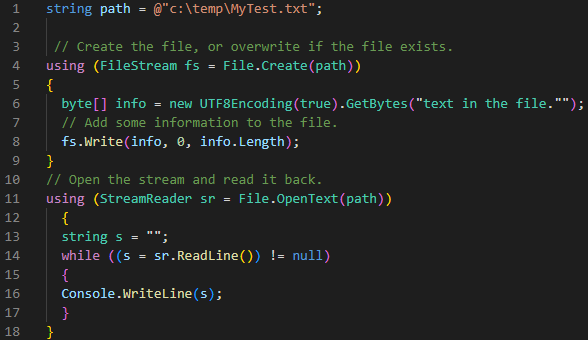 1 string path = @"c:\temp\MyTest.txt";
2
3 // Create the file, or overwrite if the file exists.
4 using (FileStream fs = File.Create(path))
5 {
6 byte[] info = new UTF8Encoding(true).GetBytes("text in the file."");
7 // Add some information to the file.
8 fs.Write(info, 0, info.Length);
9 }
10 // Open the stream and read it back.
11 using (StreamReader sr = File.OpenText(path))
12 {
13 string s = "";
14 while ((s = sr.ReadLine()) != null)
15 {
16 Console.WriteLine(s);
17 }
18 }